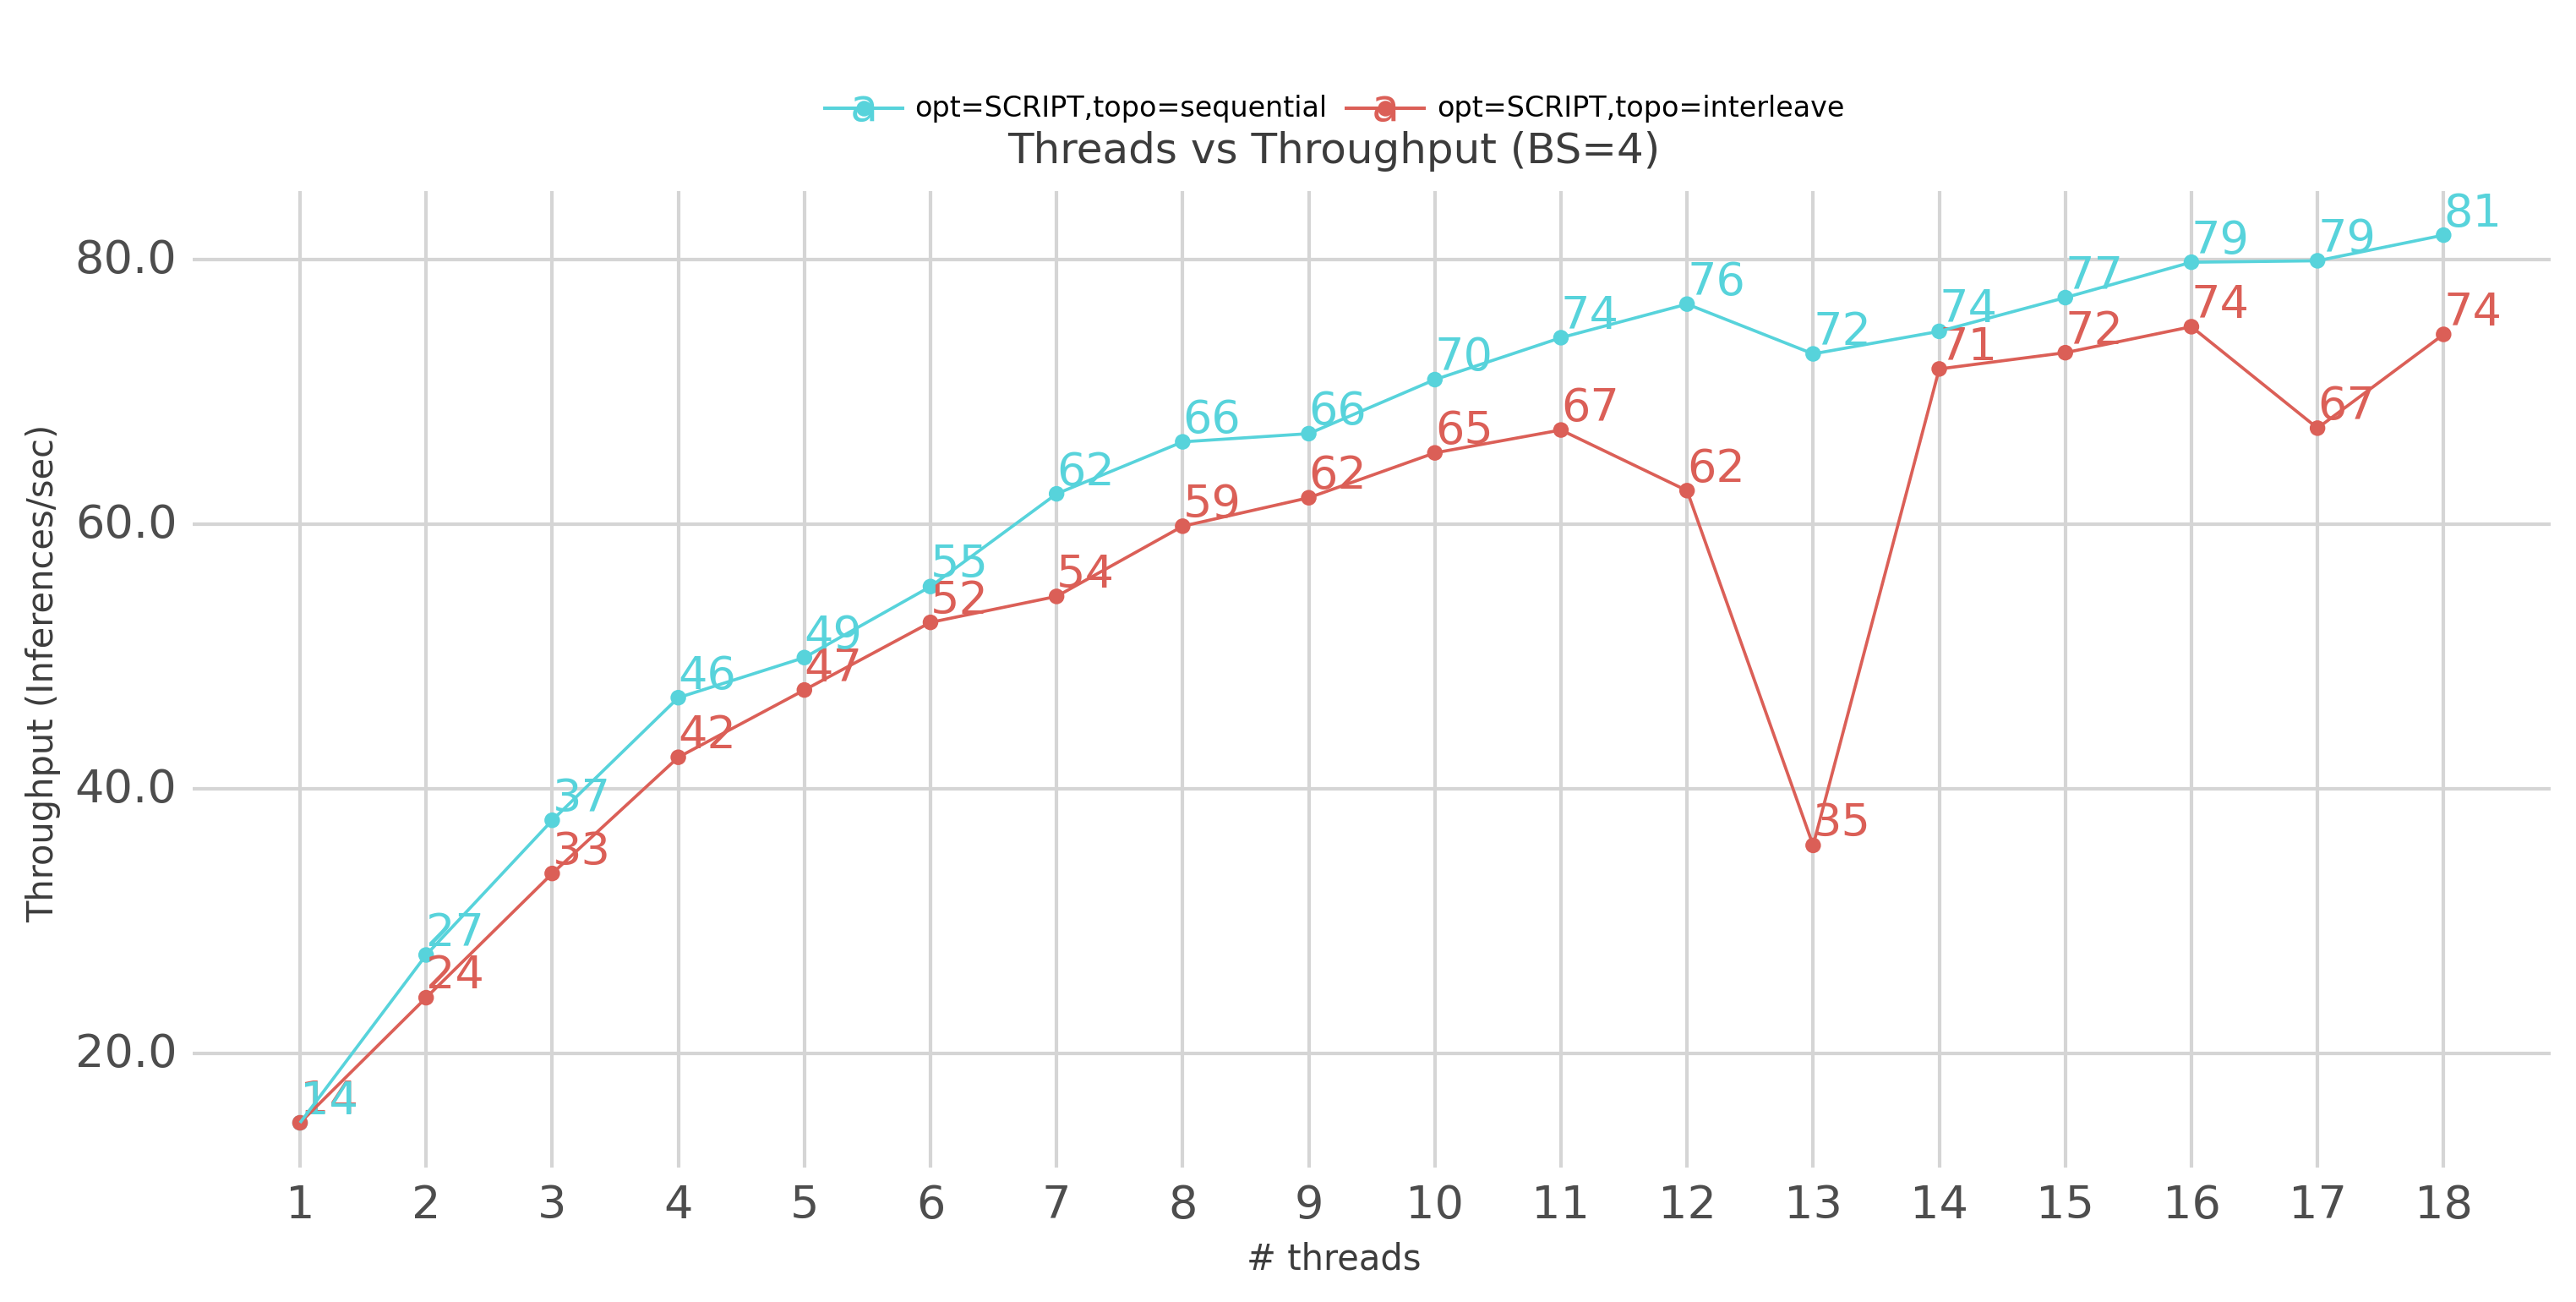 a opt=SCRIPT,topo=sequential a opt=SCRIPT,topo=interleave
Threads vs Throughput (BS=4)
Throughput (Inferences/sec)
80.0
60.0
40.0
20.0
14 27 37 46 49 55 62 66 66 70 74 76 72 74 77 79 79 81
14 24 33 42 47 52 54 59 62 65 67 62 35 71 72 74 67 74
1 2 3 4 5 6 7 8 9 10 11 12 13 14 15 16 17 18
# threads